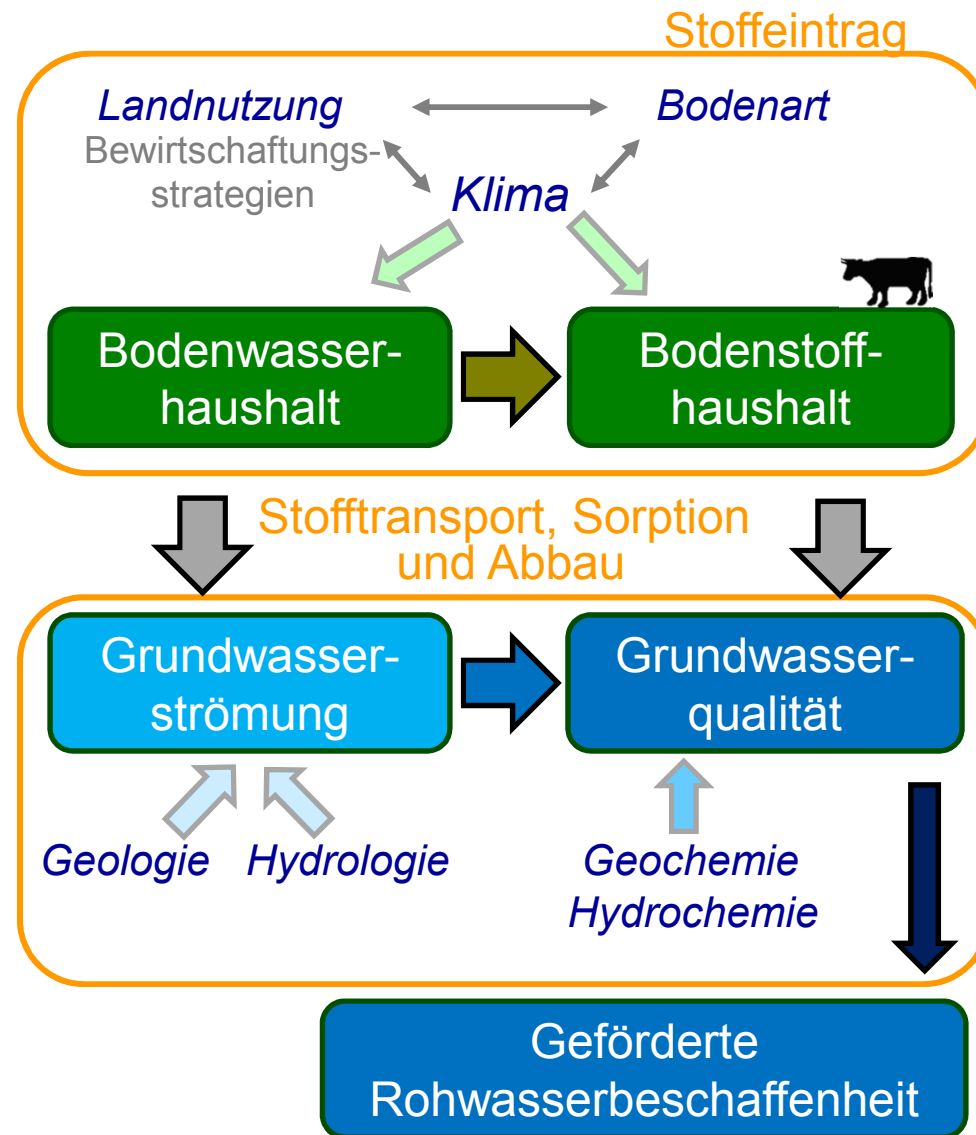 Stoffeintrag
Landnutzung
Bodenart
Bewirtschaftungs-
strategien
Klima
Bodenwasser-
haushalt
Bodenstoff-
haushalt
Stofftransport, Sorption
und Abbau
Grundwasser-
strömung
Grundwasser-
qualität
Geologie
Hydrologie
Geochemie
Hydrochemie
Geförderte
Rohwasserbeschaffenheit